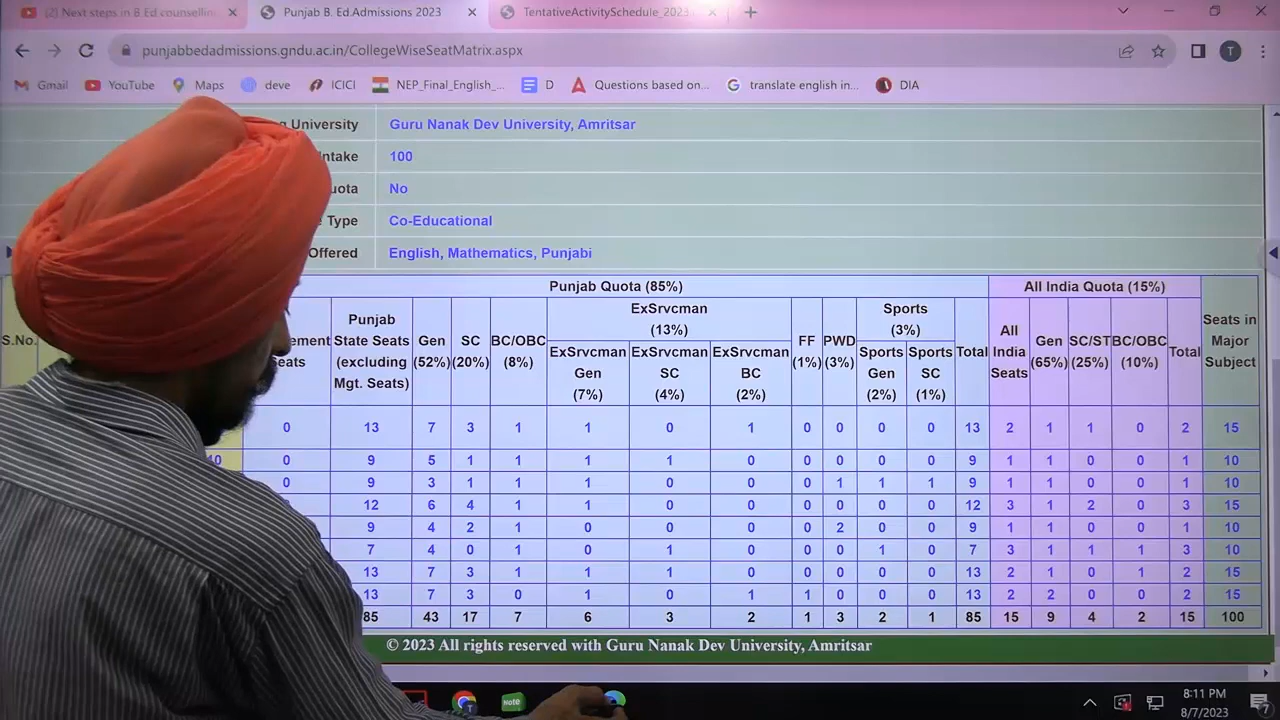 (2) Next steps in B.Ed counsellin
Punjab B. Ed.Admissions 2023
TentativeActivitySchedule_2023
punjabbedadmissions.gndu.ac.in/CollegeWiseSeatMatrix.aspx
T
Gmail YouTube Maps deve ICICI NEP_Final_English_... D Questions based on... translate english in... DIA
University Guru Nanak Dev University, Amritsar
Intake 100
uota No
Type Co-Educational
Offered English, Mathematics, Punjabi
Punjab Quota (85%) All India Quota (15%)
S.No. ement eats Punjab State Seats (excluding Mgt. Seats) Gen (52%) SC (20%) BC/OBC (8%) ExSrvcman (13%) ExSrvcman Gen (7%) ExSrvcman SC (4%) ExSrvcman BC (2%) FF (1%) PWD (3%) Sports (3%) Sports Gen (2%) Sports SC (1%) Total All India Seats Gen (65%) SC/ST (25%) BC/OBC (10%) Total Seats in Major Subject
0 13 7 3 1 1 0 1 0 0 0 0 13 2 1 1 0 2 15
10 0 9 5 1 1 1 1 0 0 0 0 0 9 1 1 0 0 1 10
0 9 3 1 1 1 0 0 0 1 1 1 9 1 1 0 0 1 10
12 6 4 1 1 0 0 0 0 0 0 12 3 1 2 0 3 15
9 4 2 1 0 0 0 0 2 0 0 9 1 1 0 0 1 10
7 4 0 1 0 1 0 0 0 1 0 7 3 1 1 1 3 10
13 7 3 1 1 1 0 0 0 0 0 13 2 1 0 1 2 15
13 7 3 0 1 0 1 1 0 0 0 13 2 2 0 0 2 15
85 43 17 7 6 3 2 1 3 2 1 85 15 9 4 2 15 100
© 2023 All rights reserved with Guru Nanak Dev University, Amritsar
Note
8:11 PM
8/7/2023
7